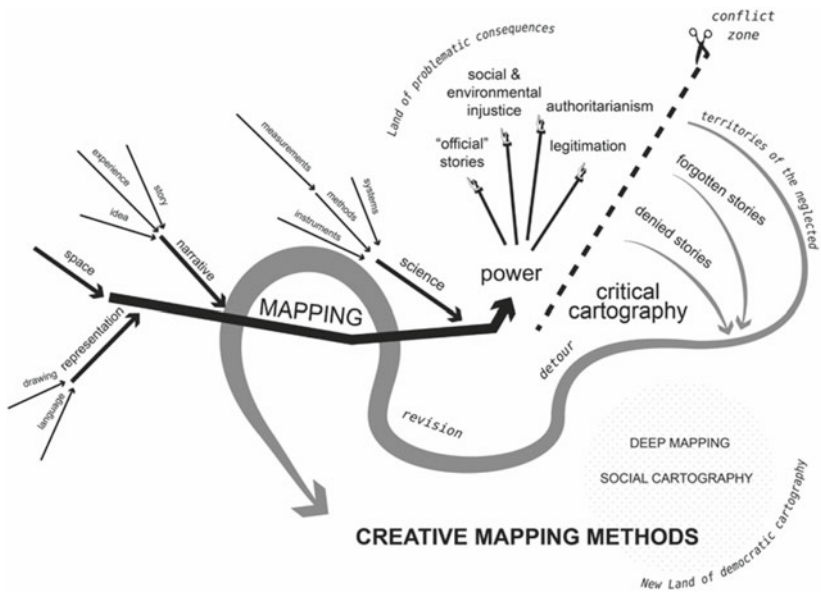 conflict
zone
Land of problematic consequences
social &
environmental
injustice
authoritarianism
"official"
stories
legitimation
territories of the neglected
forgotten stories
denied stories
measurements
methods
systems
instruments
science
experience
story
idea
narrative
space
MAPPING
power
critical
cartography
representation
drawing
language
detour
revision
DEEP MAPPING
SOCIAL CARTOGRAPHY
CREATIVE MAPPING METHODS
New Land of democratic cartography